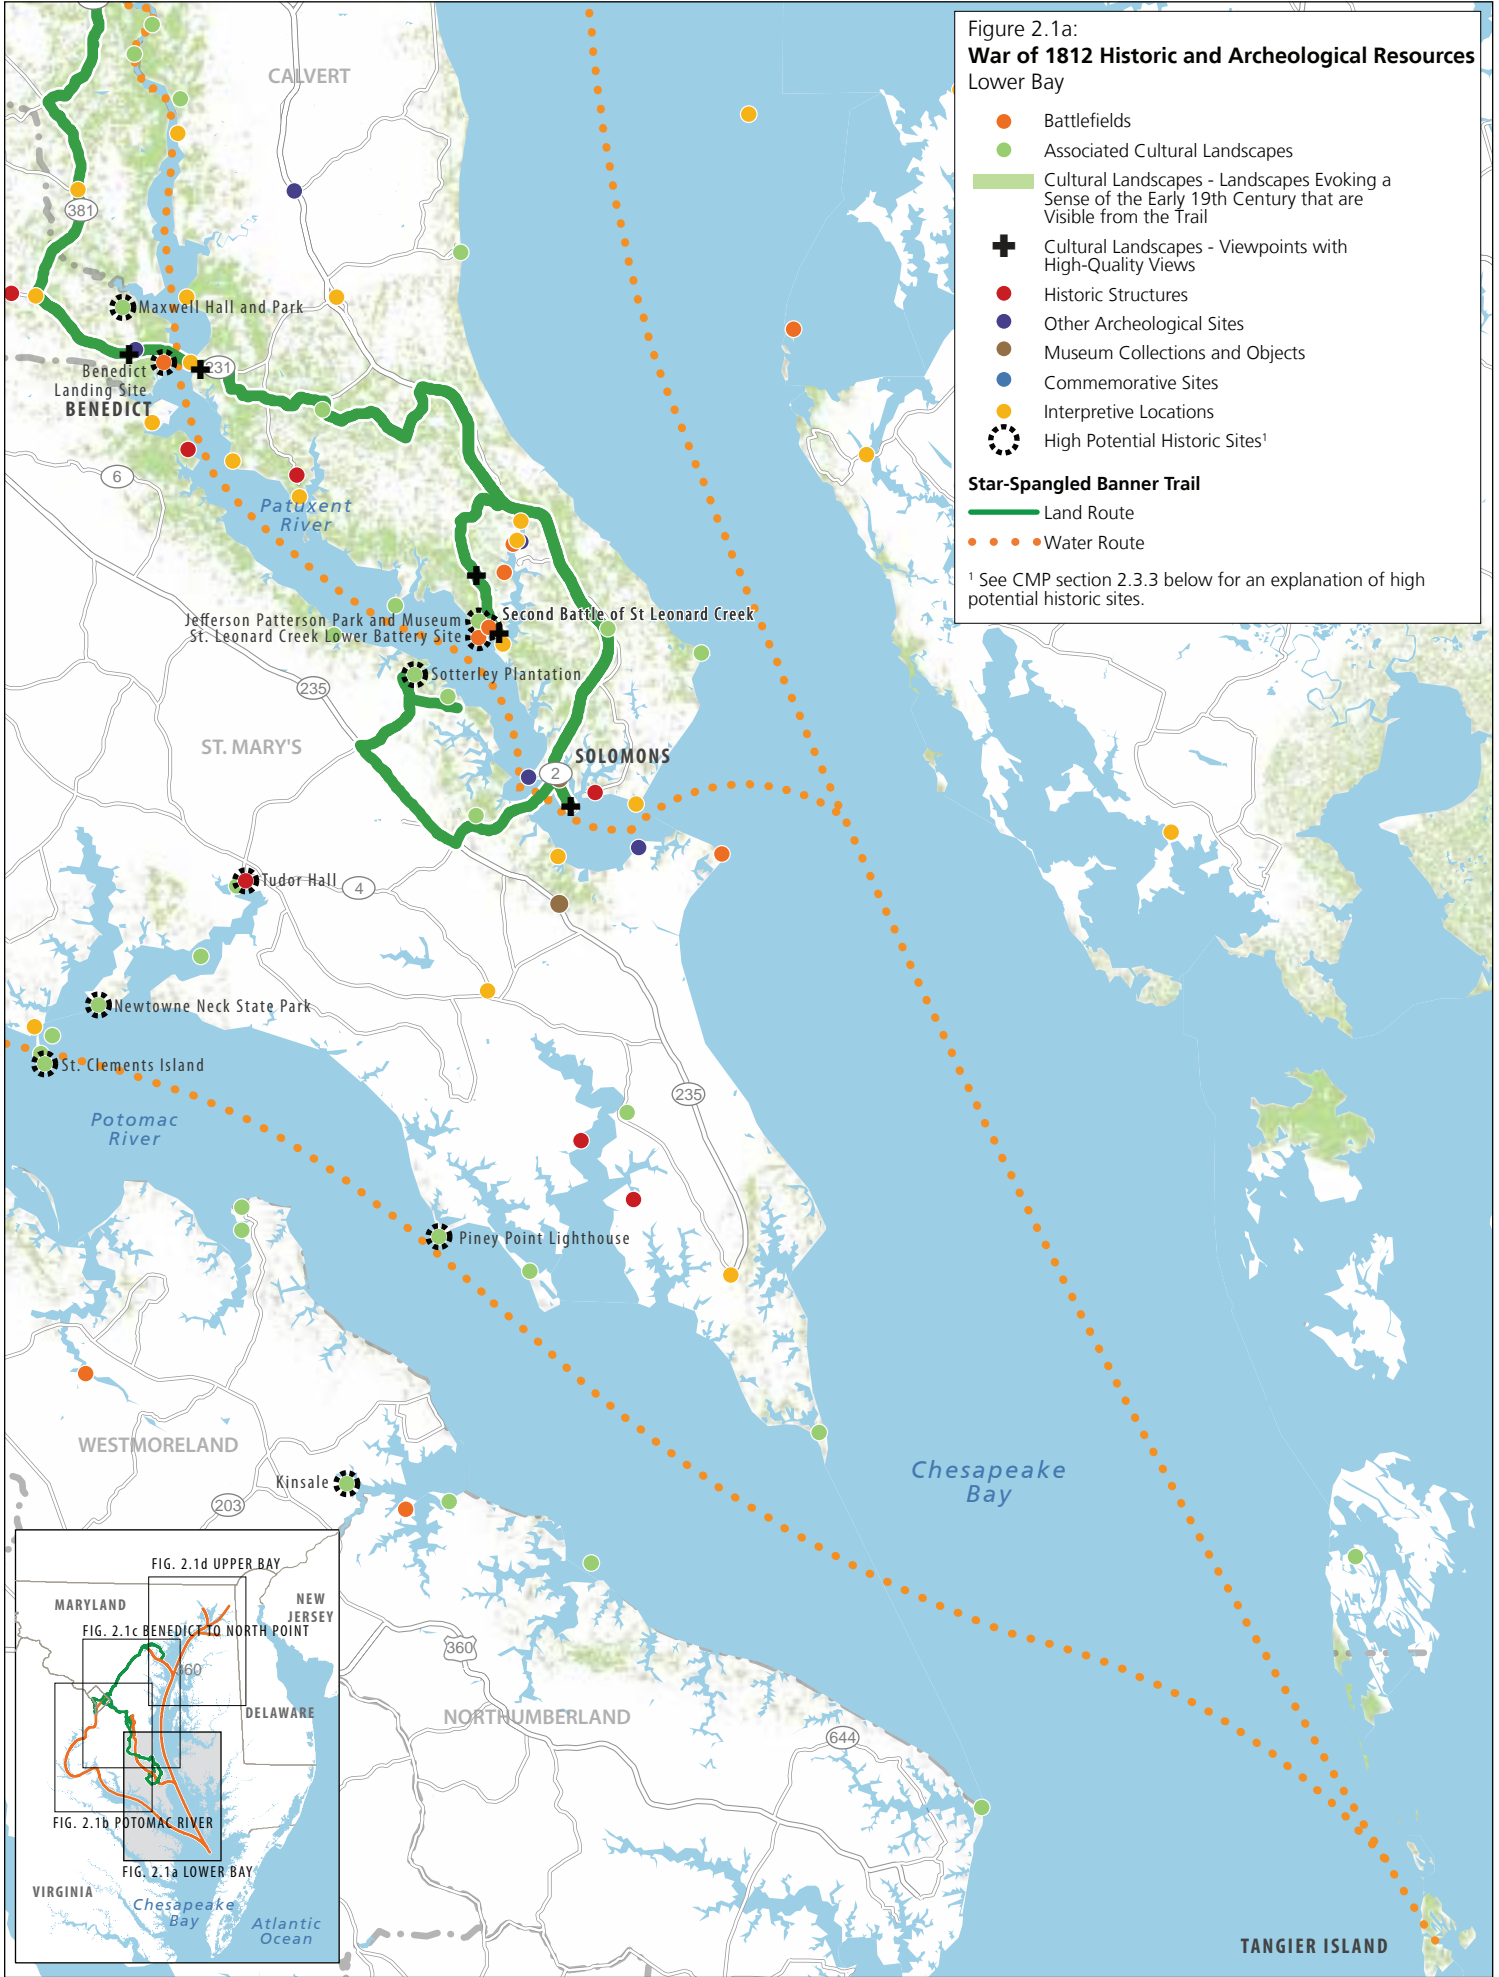 Figure 2.1a:
War of 1812 Historic and Archeological Resources
Lower Bay
Battlefields
Associated Cultural Landscapes
Cultural Landscapes - Landscapes Evoking a
Sense of the Early 19th Century that are
Visible from the Trail
Cultural Landscapes - Viewpoints with
High-Quality Views
Historic Structures
Other Archeological Sites
Museum Collections and Objects
Commemorative Sites
Interpretive Locations
High Potential Historic Sites¹
Star-Spangled Banner Trail
Land Route
Water Route
¹ See CMP section 2.3.3 below for an explanation of high
potential historic sites.
CALVERT
381
Maxwell Hall and Park
231
Benedict
Landing Site
BENEDICT
6
Patuxent
River
Jefferson Patterson Park and Museum
Second Battle of St Leonard Creek
St. Leonard Creek Lower Battery Site
Sotterley Plantation
235
ST. MARY'S
SOLOMONS
2
Tudor Hall
4
Newtowne Neck State Park
St. Clements Island
235
Potomac
River
Piney Point Lighthouse
WESTMORELAND
Chesapeake
Bay
Kinsale
203
360
NORTHUMBERLAND
644
TANGIER ISLAND
FIG. 2.1d UPPER BAY
MARYLAND
NEW
JERSEY
FIG. 2.1c BENEDICT TO NORTH POINT
360
DELAWARE
FIG. 2.1b POTOMAC RIVER
FIG. 2.1a LOWER BAY
VIRGINIA
Chesapeake
Bay
Atlantic
Ocean